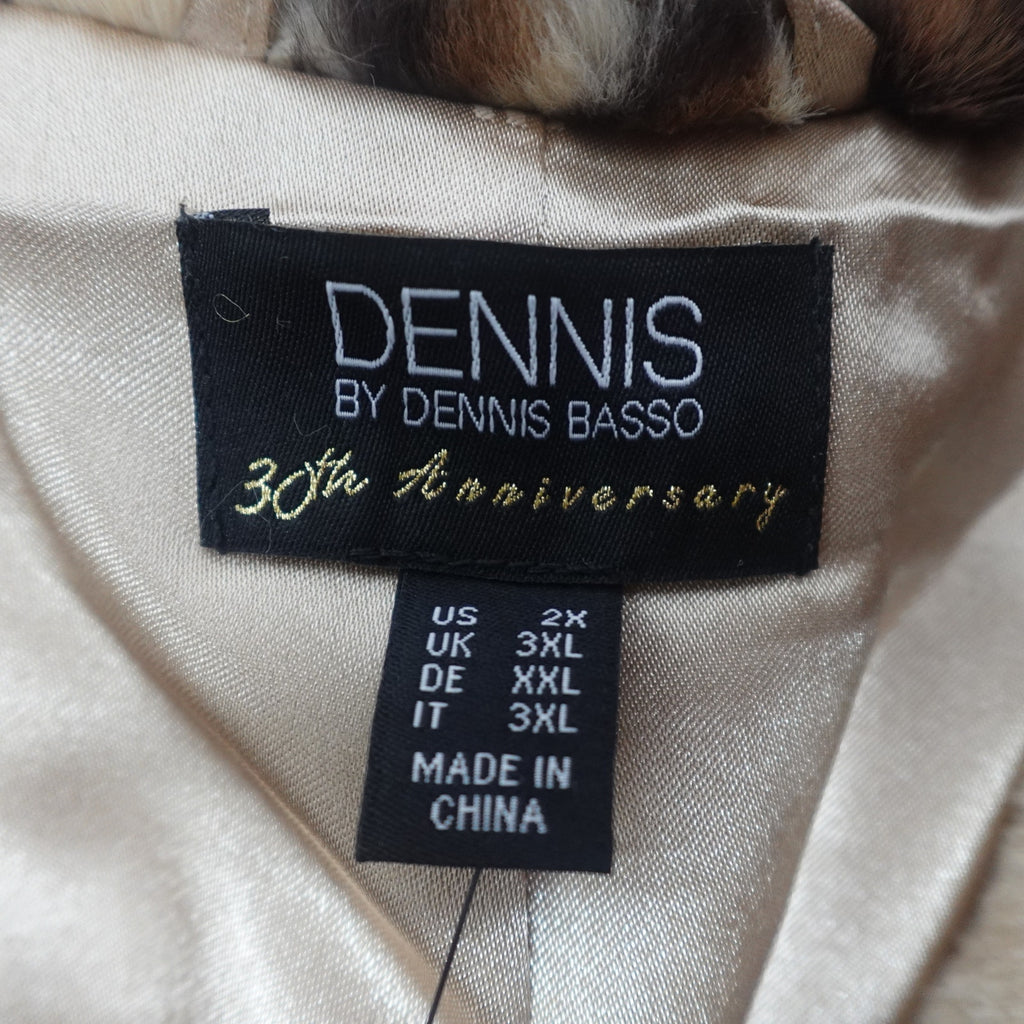 DENNIS
BY DENNIS BASSO
30th Anniversary
US 2X
UK 3XL
DE XXL
IT 3XL
MADE IN
CHINA